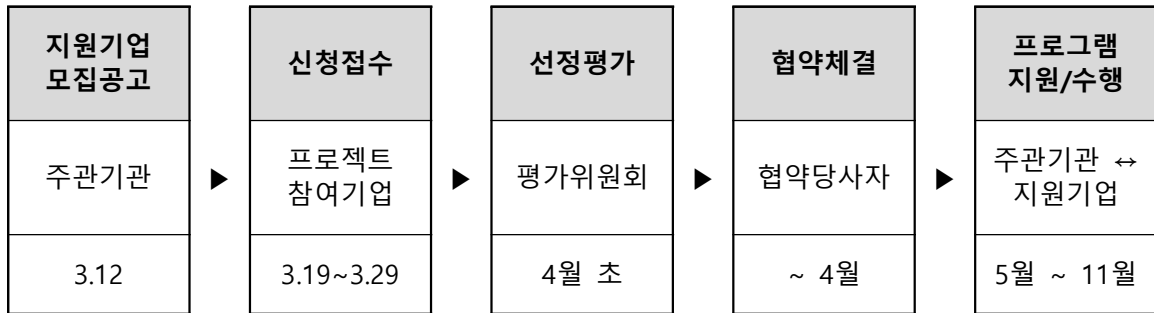 지원기업
모집공고
주관기관
3.12
▶
신청접수
프로젝트
참여기업
3.19~3.29
▶
선정평가
평가위원회
4월 초
▶
협약체결
협약당사자
~ 4월
▶
프로그램
지원/수행
주관기관 ↔
지원기업
5월 ~ 11월